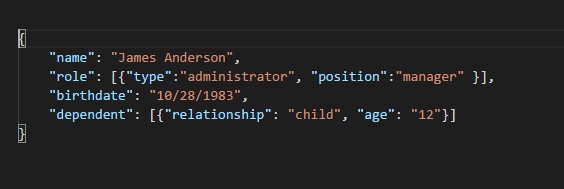 {
    "name": "James Anderson",
    "role": [{"type":"administrator", "position":"manager" }],
    "birthdate": "10/28/1983",
    "dependent": [{"relationship": "child", "age": "12"}]
}